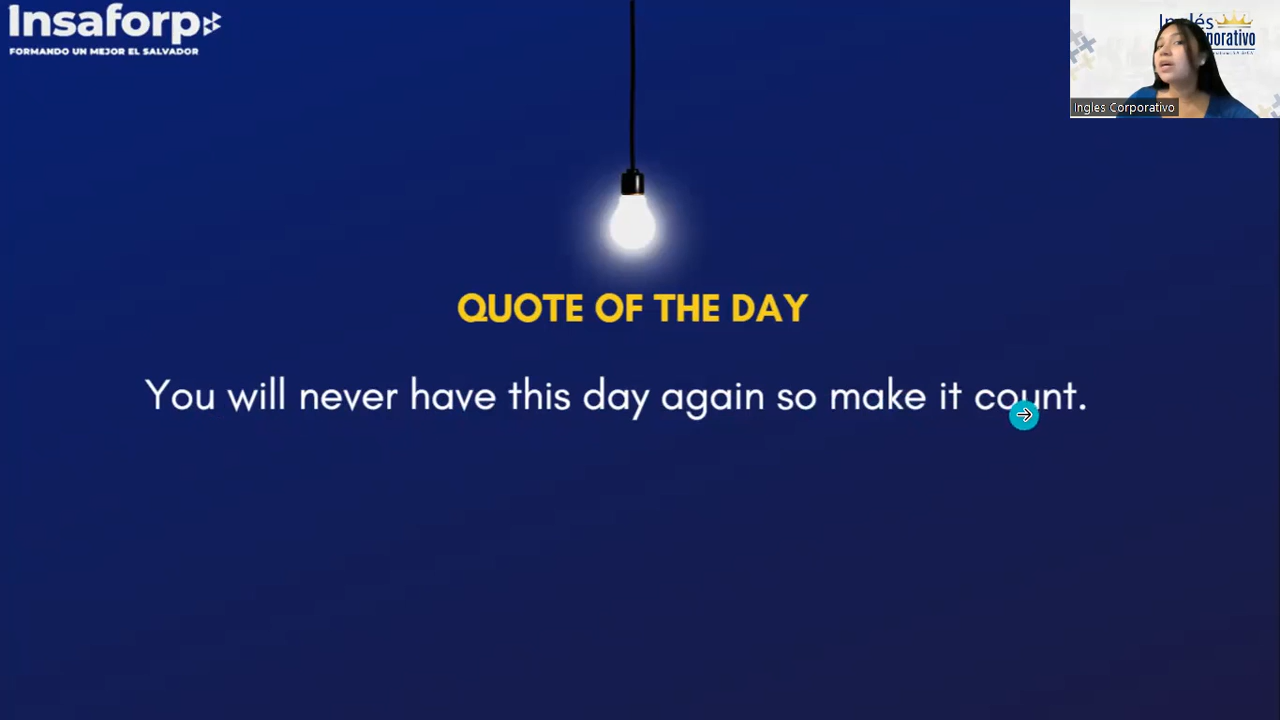 Insaforp
FORMANDO UN MEJOR EL SALVADOR
Inglés
Ingles Corporativo
QUOTE OF THE DAY
You will never have this day again so make it count.